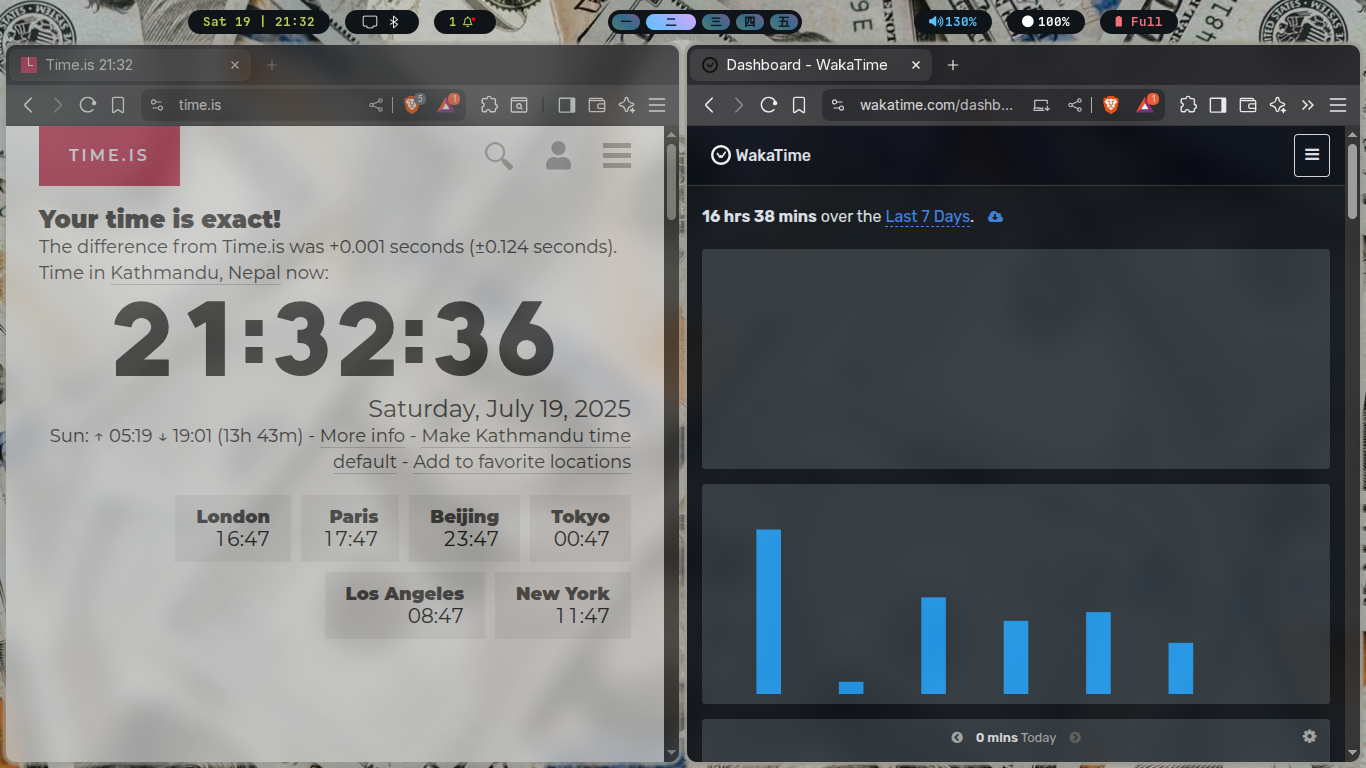 Sat 19 | 21:32
1
一 二 三 四 五
130%
100%
Full
Time.is 21:32
time.is
5
1
TIME.IS
Your time is exact!
The difference from Time.is was +0.001 seconds (±0.124 seconds).
Time in Kathmandu, Nepal now:
21:32:36
Saturday, July 19, 2025
Sun: ↑ 05:19 ↓ 19:01 (13h 43m) - More info - Make Kathmandu time
default - Add to favorite locations
London Paris Beijing Tokyo
16:47 17:47 23:47 00:47
Los Angeles New York
08:47 11:47
Dashboard - WakaTime
wakatime.com/dashb...
1
WakaTime
16 hrs 38 mins over the Last 7 Days.
0 mins Today
9E
481